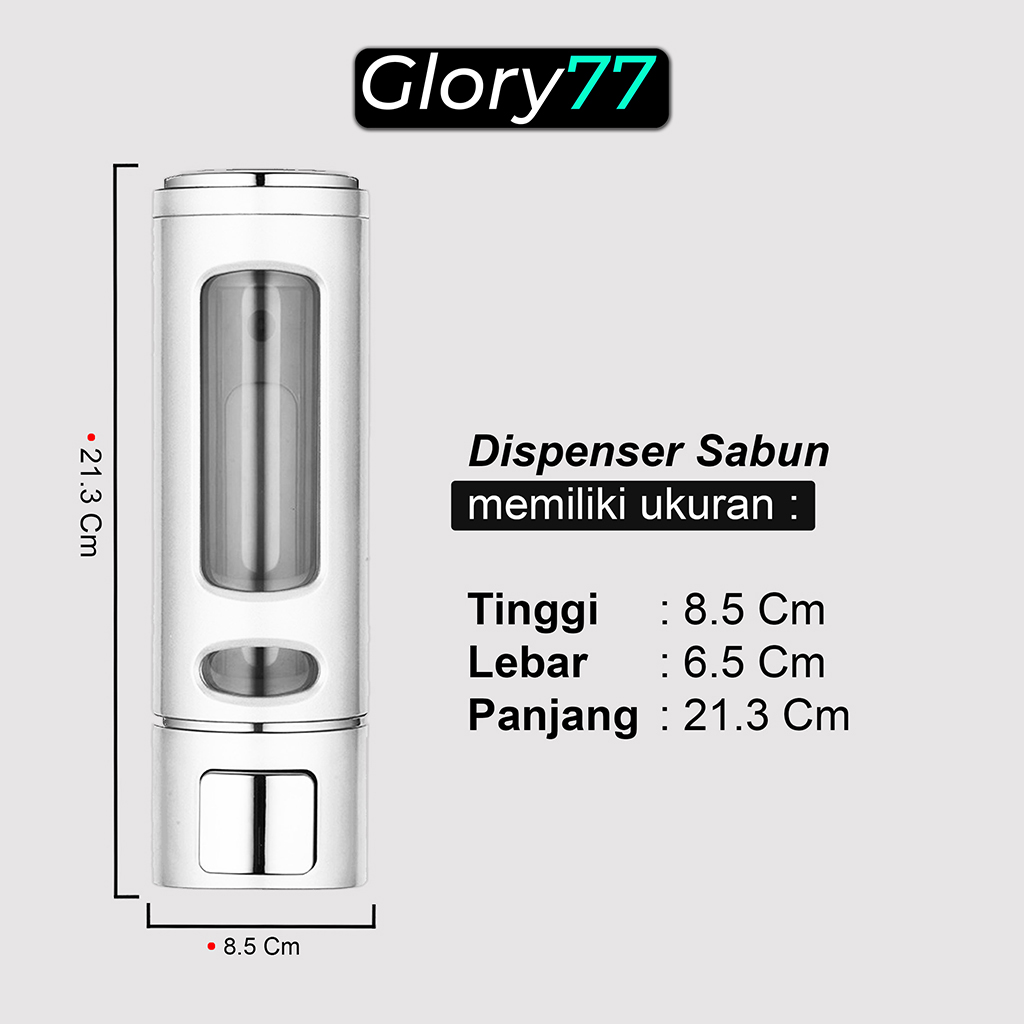 Glory77
• 21.3 Cm
Dispenser Sabun
memiliki ukuran :
Tinggi : 8.5 Cm
Lebar : 6.5 Cm
Panjang : 21.3 Cm
• 8.5 Cm